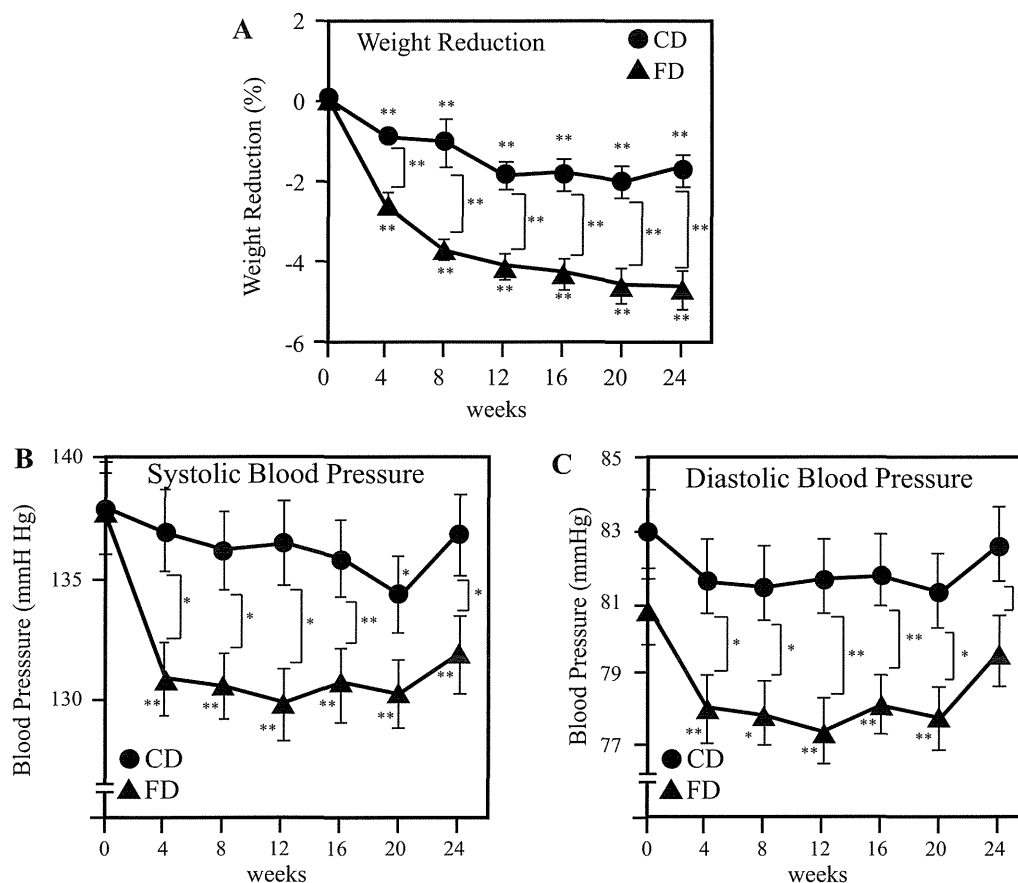 A
Weight Reduction
CD
FD
Weight Reduction (%)
2
0
-2
-4
-6
** ** ** ** ** **
** ** ** ** ** **
** ** ** ** ** **
0 4 8 12 16 20 24
weeks
B
Systolic Blood Pressure
Blood Pressure (mmH Hg)
140
135
130
*
* * * ** *
** ** ** ** ** **
CD
FD
0 4 8 12 16 20 24
weeks
C
Diastolic Blood Pressure
Blood Pressure (mmHg)
85
83
81
79
77
* * ** ** *
** * ** ** **
CD
FD
0 4 8 12 16 20 24
weeks